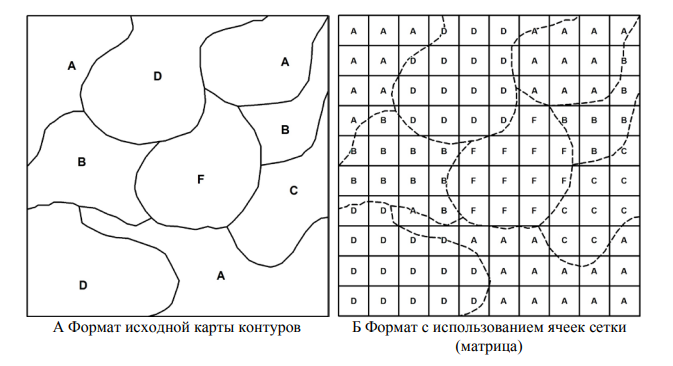 A
D
A
B
B
F
C
D
A
A A A D D D A A A A
A A D D D D A A A B
A A D D D D A A A B
A B D D D D F B B B
B B B B F F F F B C
B B B B F F F F C C
D D A B F F F C C C
D D D D A A A C C A
D D D D D A A A A A
D D D D D A A A A A
А Формат исходной карты контуров
Б Формат с использованием ячеек сетки
(матрица)